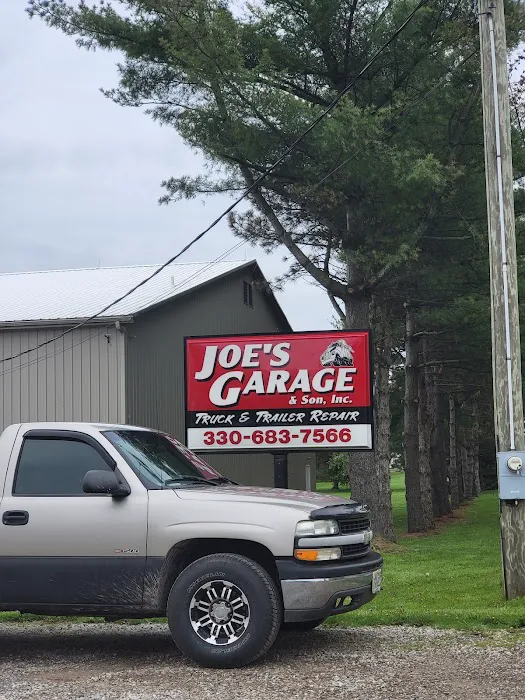 JOE'S
GARAGE
& Son, Inc.
TRUCK & TRAILER REPAIR
330-683-7566